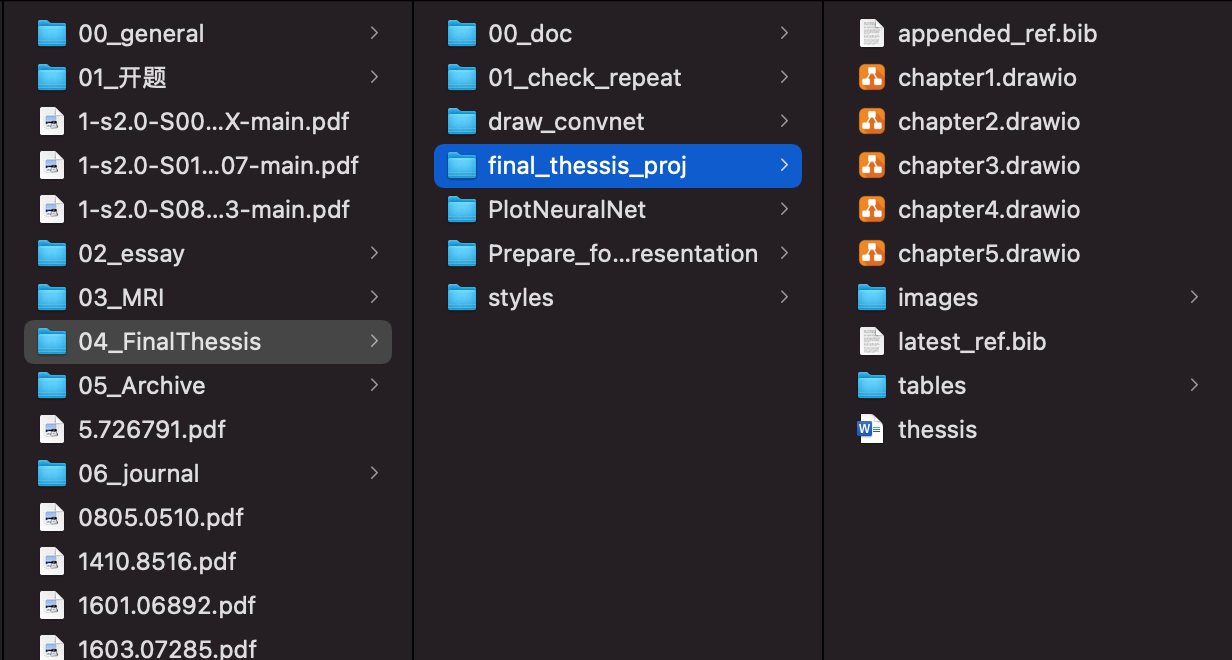 00_general
01_开题
1-s2.0-S00...X-main.pdf
1-s2.0-S01...07-main.pdf
1-s2.0-S08...3-main.pdf
02_essay
03_MRI
04_FinalThessis
05_Archive
5.726791.pdf
06_journal
0805.0510.pdf
1410.8516.pdf
1601.06892.pdf
1603.07285.pdf
00_doc
01_check_repeat
draw_convnet
final_thessis_proj
PlotNeuralNet
Prepare_fo...resentation
styles
appended_ref.bib
chapter1.drawio
chapter2.drawio
chapter3.drawio
chapter4.drawio
chapter5.drawio
images
latest_ref.bib
tables
thessis